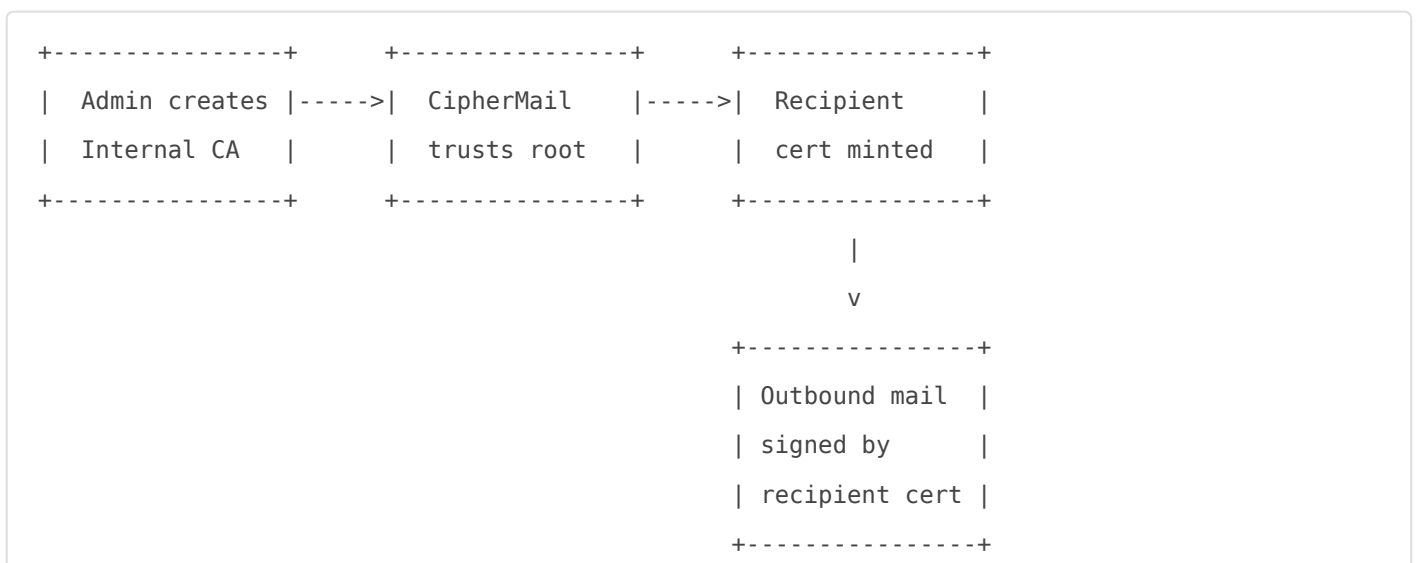 +----------------+      +----------------+      +----------------+
|  Admin creates |----->|  CipherMail    |----->|  Recipient     |
|  Internal CA   |      |  trusts root   |      |  cert minted   |
+----------------+      +----------------+      +----------------+
                                                        |
                                                        v
                                                +----------------+
                                                | Outbound mail  |
                                                | signed by      |
                                                | recipient cert |
                                                +----------------+